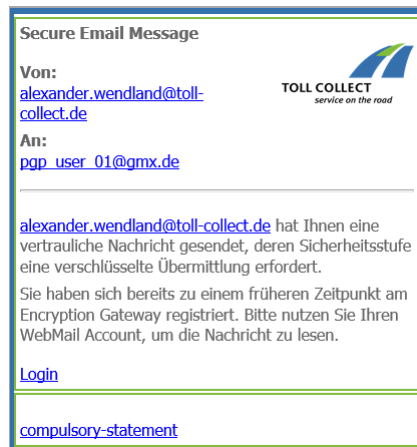 Secure Email Message
TOLL COLLECT
service on the road
Von:
alexander.wendland@toll-
collect.de
An:
pgp_user_01@gmx.de
alexander.wendland@toll-collect.de hat Ihnen eine
vertrauliche Nachricht gesendet, deren Sicherheitsstufe
eine verschlüsselte Übermittlung erfordert.
Sie haben sich bereits zu einem früheren Zeitpunkt am
Encryption Gateway registriert. Bitte nutzen Sie Ihren
WebMail Account, um die Nachricht zu lesen.
Login
compulsory-statement